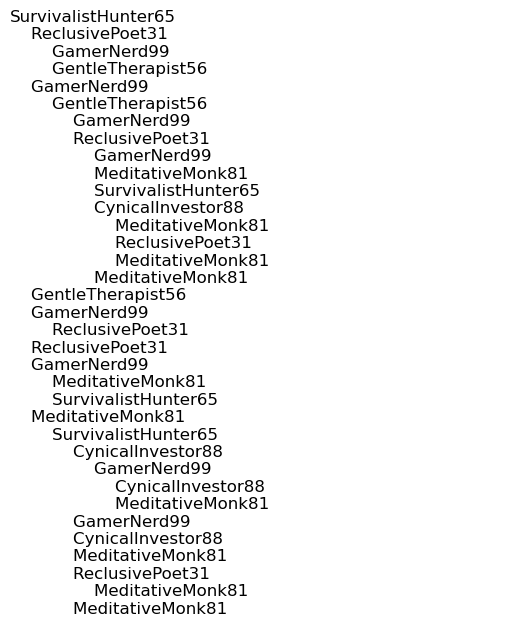 SurvivalistHunter65
ReclusivePoet31
GamerNerd99
GentleTherapist56
GamerNerd99
GentleTherapist56
GamerNerd99
ReclusivePoet31
GamerNerd99
MeditativeMonk81
SurvivalistHunter65
CynicalInvestor88
MeditativeMonk81
ReclusivePoet31
MeditativeMonk81
MeditativeMonk81
GentleTherapist56
GamerNerd99
ReclusivePoet31
ReclusivePoet31
GamerNerd99
MeditativeMonk81
SurvivalistHunter65
MeditativeMonk81
SurvivalistHunter65
CynicalInvestor88
GamerNerd99
CynicalInvestor88
MeditativeMonk81
GamerNerd99
CynicalInvestor88
MeditativeMonk81
ReclusivePoet31
MeditativeMonk81
MeditativeMonk81